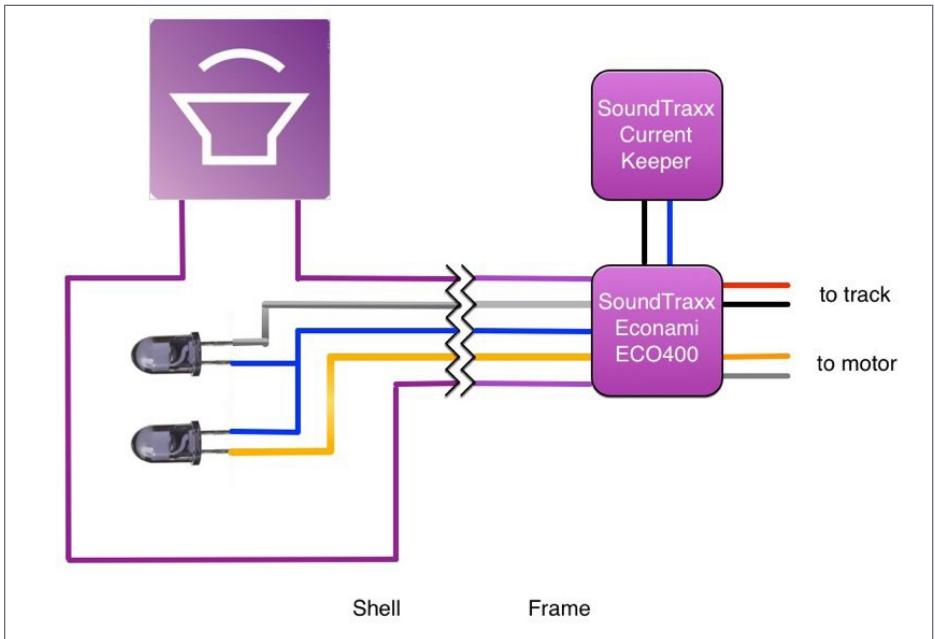 SoundTraxx
Current
Keeper
SoundTraxx
Econami
ECO400
to track
to motor
Shell
Frame